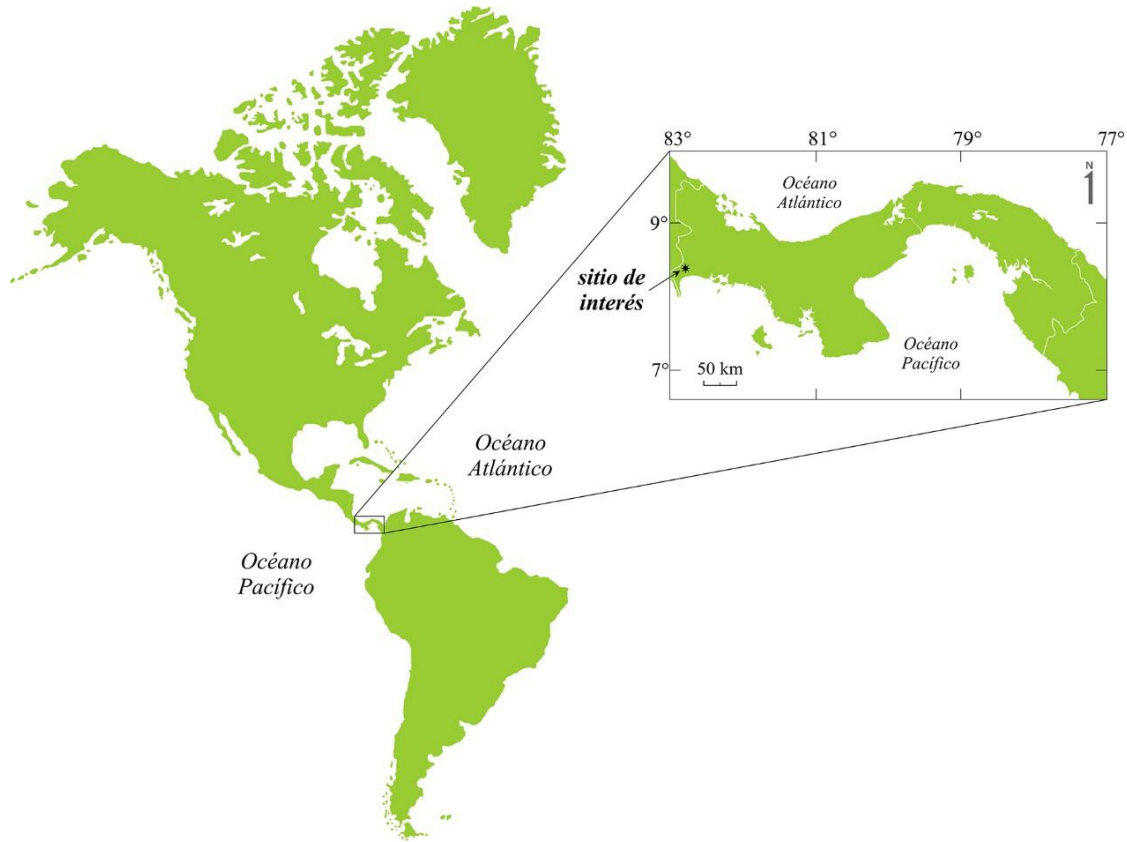 83°
81°
79°
77°
N
Océano
Atlántico
9°
sitio de
interés
Océano
Pacífico
7°
50 km
Océano
Atlántico
Océano
Pacífico